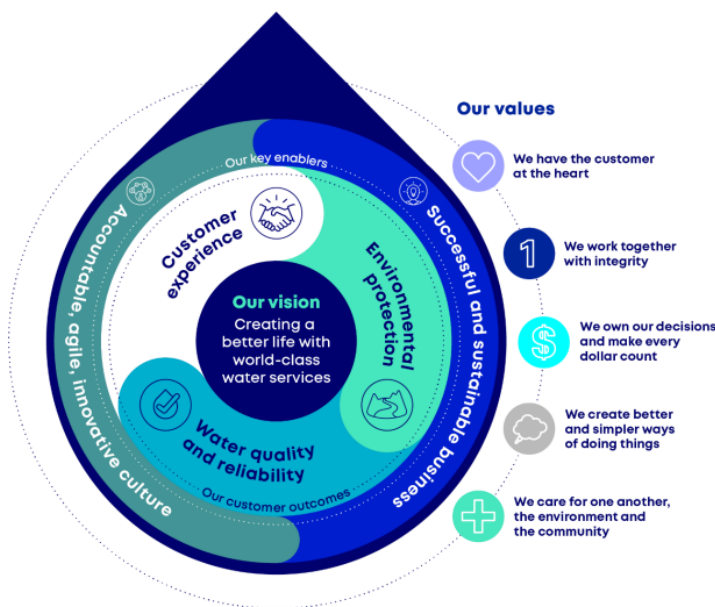 Our values
We have the customer
at the heart
1
We work together
with integrity
$
We own our decisions
and make every
dollar count
We create better
and simpler ways
of doing things
We care for one another,
the environment and
the community
Our key enablers
Accountable, agile, innovative culture
Successful and sustainable business
Customer
experience
Environmental
protection
Our vision
Creating a
better life with
world-class
water services
Water quality
and reliability
Our customer outcomes